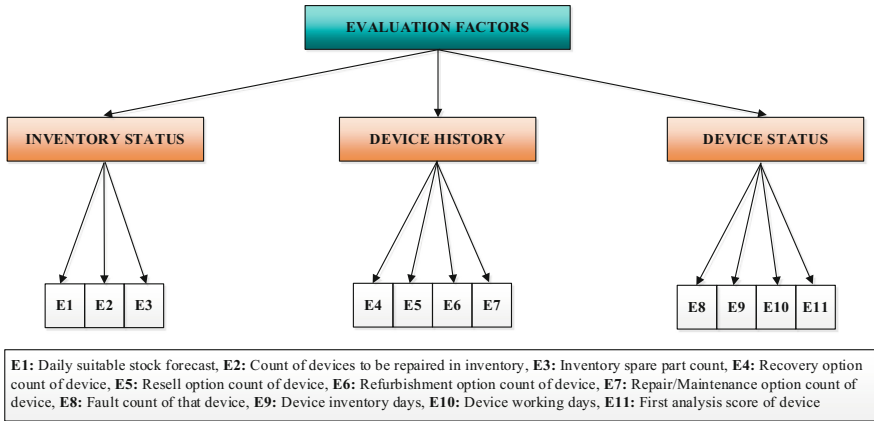 EVALUATION FACTORS
INVENTORY STATUS
DEVICE HISTORY
DEVICE STATUS
E1
E2
E3
E4
E5
E6
E7
E8
E9
E10
E11
E1: Daily suitable stock forecast, E2: Count of devices to be repaired in inventory, E3: Inventory spare part count, E4: Recovery option
count of device, E5: Resell option count of device, E6: Refurbishment option count of device, E7: Repair/Maintenance option count of
device, E8: Fault count of that device, E9: Device inventory days, E10: Device working days, E11: First analysis score of device